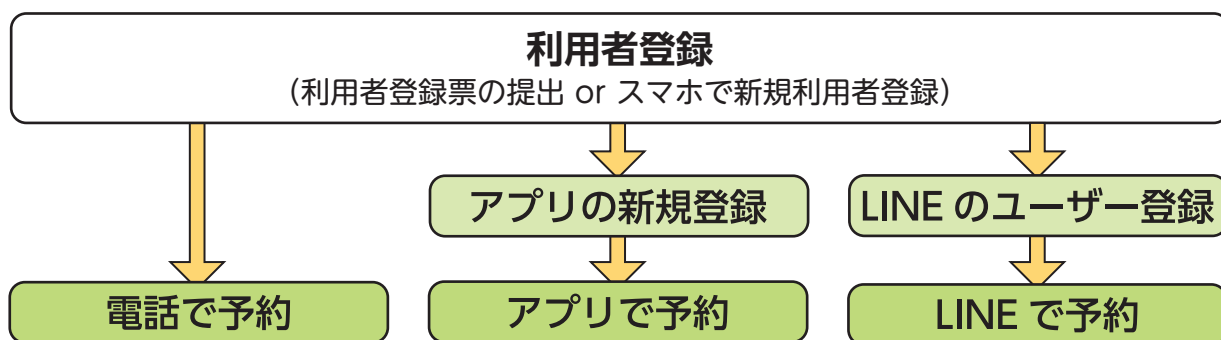 利用者登録
（利用者登録票の提出 or スマホで新規利用者登録）
アプリの新規登録
LINE のユーザー登録
電話で予約
アプリで予約
LINE で予約